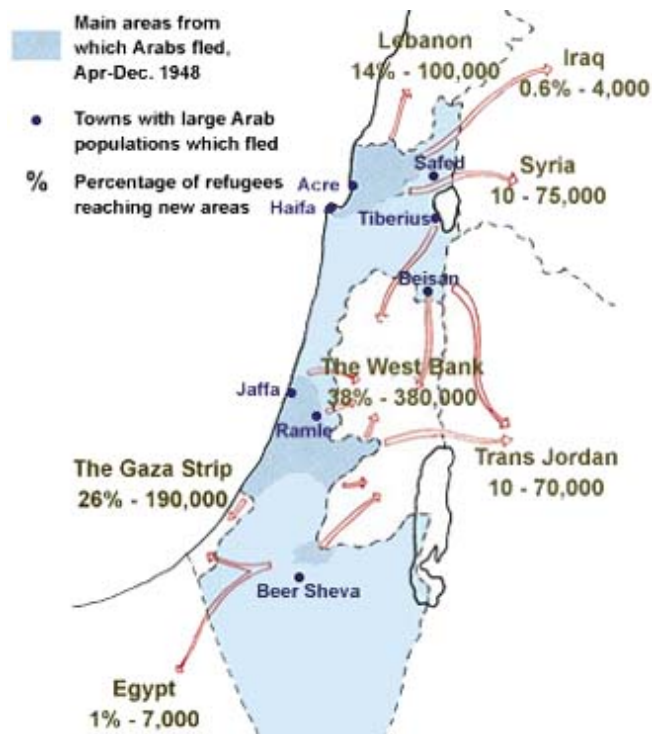 Main areas from
which Arabs fled,
Apr-Dec. 1948
Towns with large Arab
populations which fled
% Percentage of refugees
reaching new areas
Lebanon
14% - 100,000
Iraq
0.6% - 4,000
Safed
Syria
10 - 75,000
Acre
Haifa
Tiberius
Beisan
The West Bank
38% - 380,000
Jaffa
Ramle
The Gaza Strip
26% - 190,000
Trans Jordan
10 - 70,000
Beer Sheva
Egypt
1% - 7,000